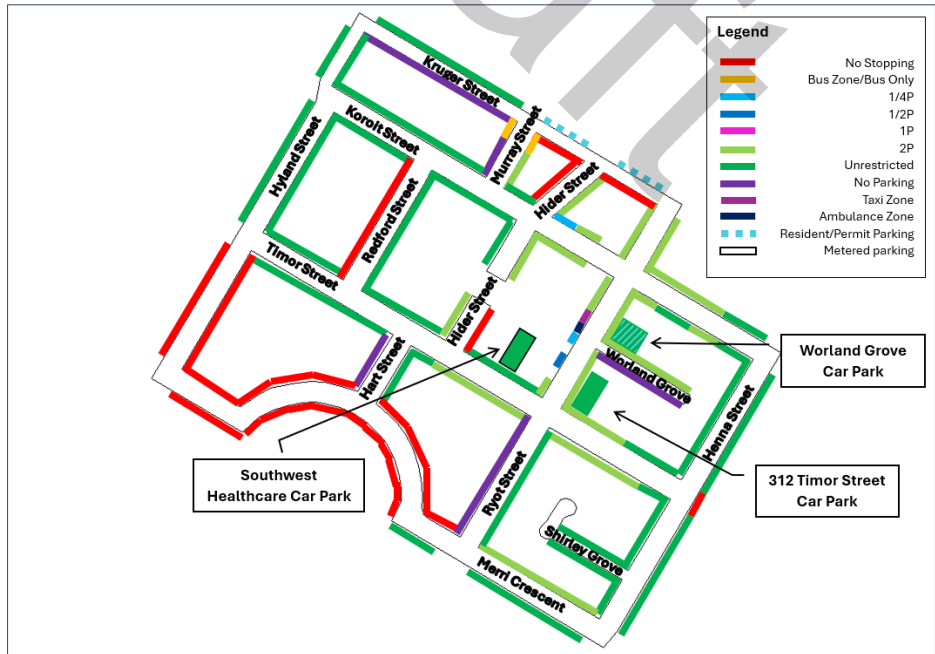 Legend
No Stopping
Bus Zone/Bus Only
1/4P
1/2P
1P
2P
Unrestricted
No Parking
Taxi Zone
Ambulance Zone
Resident/Permit Parking
Metered parking
Kruger Street
Koroit Street
Murray Street
Hyland Street
Redford Street
Hider Street
Timor Street
Hider Street
Hart Street
Worland Grove
Henna Street
Ryot Street
Shirley Grove
Merri Crescent
Worland Grove
Car Park
312 Timor Street
Car Park
Southwest
Healthcare Car Park